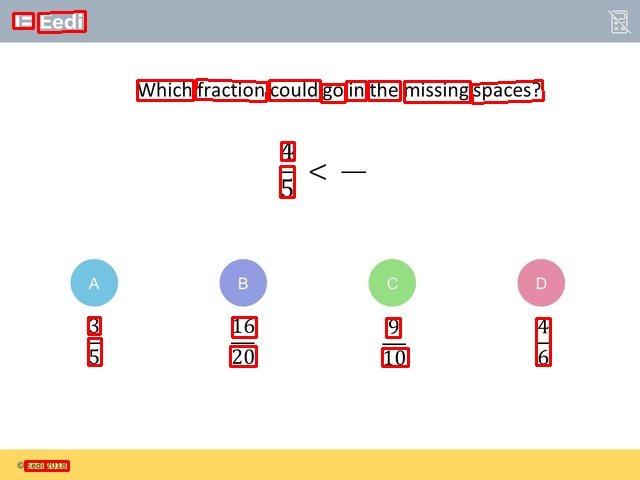 Eedi
Which fraction could go in the missing spaces?
4/5 < —
A B C D
3/5 16/20 9/10 4/6
© Eedi 2018